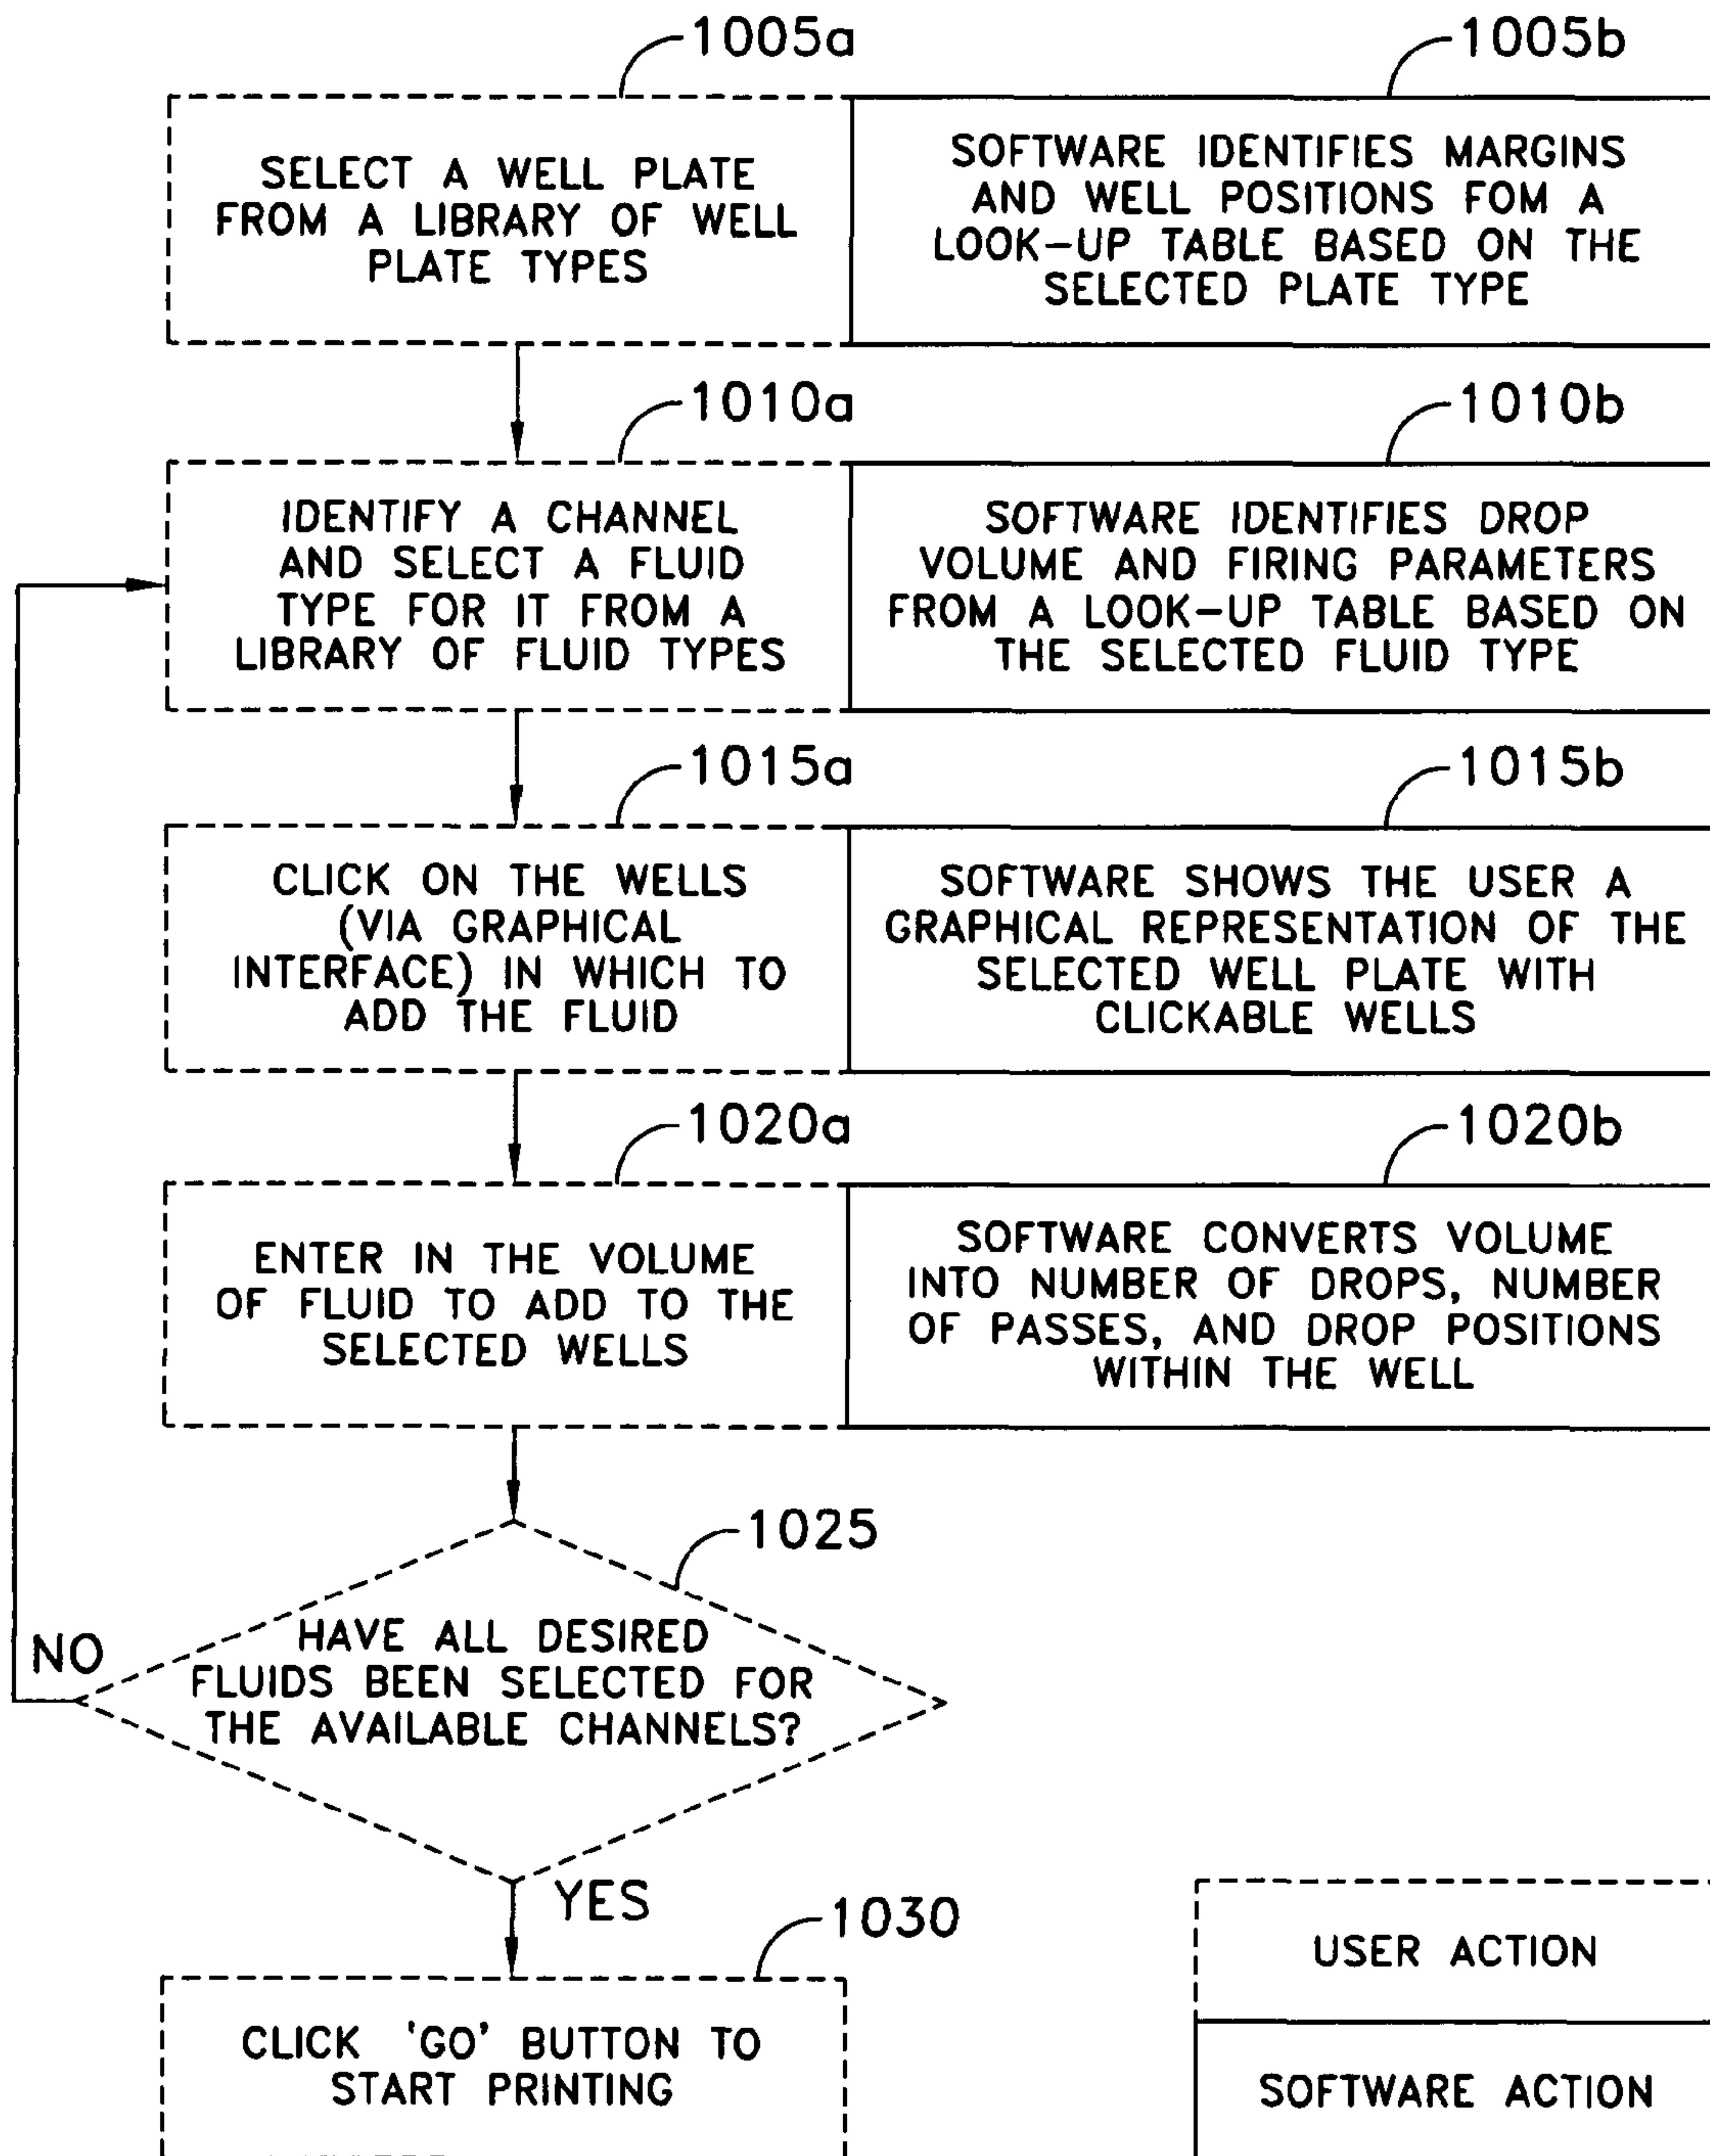 1005a
1005b
SELECT A WELL PLATE
FROM A LIBRARY OF WELL
PLATE TYPES
SOFTWARE IDENTIFIES MARGINS
AND WELL POSITIONS FOM A
LOOK-UP TABLE BASED ON THE
SELECTED PLATE TYPE
1010a
1010b
IDENTIFY A CHANNEL
AND SELECT A FLUID
TYPE FOR IT FROM A
LIBRARY OF FLUID TYPES
SOFTWARE IDENTIFIES DROP
VOLUME AND FIRING PARAMETERS
FROM A LOOK-UP TABLE BASED ON
THE SELECTED FLUID TYPE
1015a
1015b
CLICK ON THE WELLS
(VIA GRAPHICAL
INTERFACE) IN WHICH TO
ADD THE FLUID
SOFTWARE SHOWS THE USER A
GRAPHICAL REPRESENTATION OF THE
SELECTED WELL PLATE WITH
CLICKABLE WELLS
1020a
1020b
ENTER IN THE VOLUME
OF FLUID TO ADD TO THE
SELECTED WELLS
SOFTWARE CONVERTS VOLUME
INTO NUMBER OF DROPS, NUMBER
OF PASSES, AND DROP POSITIONS
WITHIN THE WELL
1025
HAVE ALL DESIRED
FLUIDS BEEN SELECTED FOR
THE AVAILABLE CHANNELS?
NO
YES
1030
CLICK 'GO' BUTTON TO
START PRINTING
USER ACTION
SOFTWARE ACTION